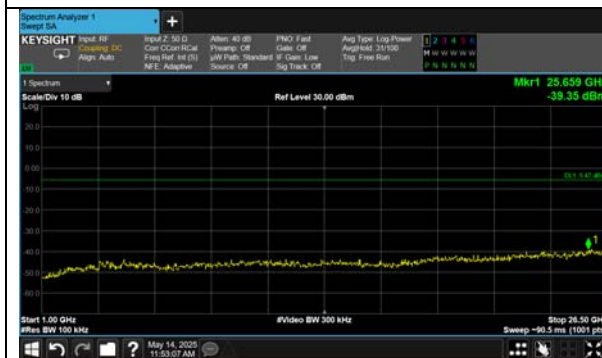 Spectrum Analyzer 1
Swept SA
+
KEYSIGHT Input: RF Input Z: 50 Ω Atten: 40 dB PNO: Fast Avg Type: Log-Power 1 2 3 4 5 6
Coupling: DC Corr CCorr RCal Preamp: Off Gate: Off Avg|Hold: 31/100 M W W W W W
Align: Auto Freq Ref: Int (S) µW Path: Standard IF Gain: Low Trig: Free Run
NFE: Adaptive Source: Off Sig Track: Off P N N N N N
1 Spectrum
Mkr1 25.659 GH
Scale/Div 10 dB Ref Level 30.00 dBm -39.35 dBr
Log
20.0
10.0
0.00
-10.0
-20.0
-30.0
-40.0
-50.0
-60.0
1
Start 1.00 GHz #Video BW 300 kHz Stop 26.50 GH
#Res BW 100 kHz Sweep ~90.5 ms (1001 pts
? May 14, 2025
11:53:07 AM